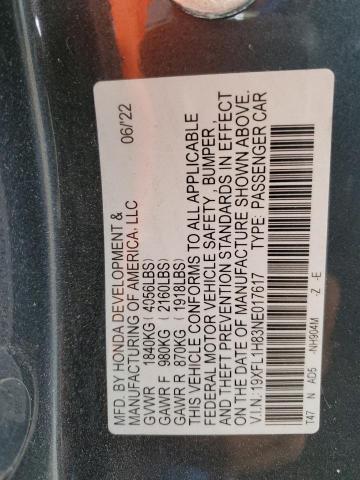 MFD. BY HONDA DEVELOPMENT & 06/'22
MANUFACTURING OF AMERICA, LLC
GVWR 1840KG(4056LBS)
GAWR F 980KG (2160LBS)
GAWR R 870KG (1918LBS)
THIS VEHICLE CONFORMS TO ALL APPLICABLE
FEDERAL MOTOR VEHICLE SAFETY, BUMPER,
AND THEFT PREVENTION STANDARDS IN EFFECT
ON THE DATE OF MANUFACTURE SHOWN ABOVE.
V.I.N.:19XFL1H83NE017617 TYPE: PASSENGER CAR
T47 N AD5 -NH904M -Z -E